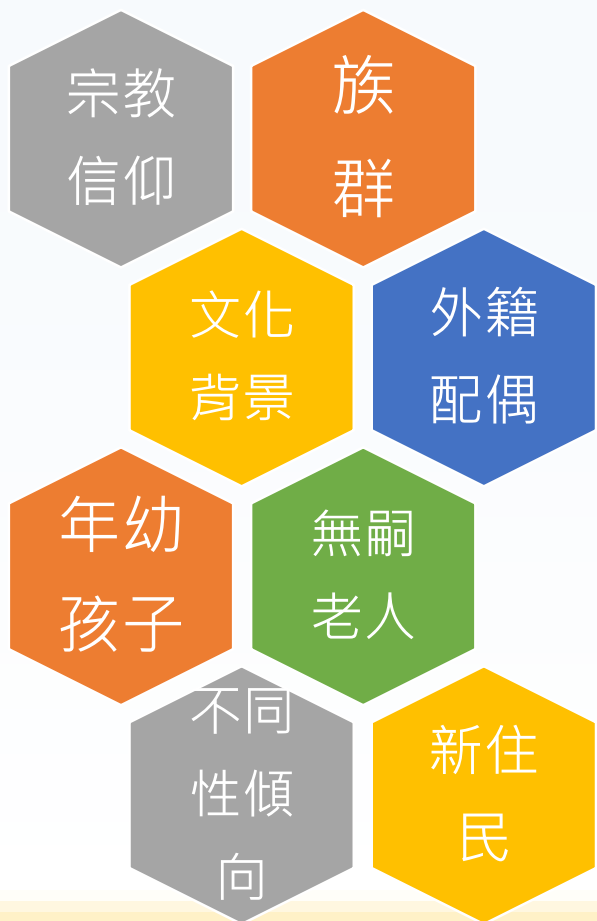 宗教
信仰
族
群
文化
背景
外籍
配偶
年幼
孩子
無嗣
老人
不同
性傾
向
新住
民